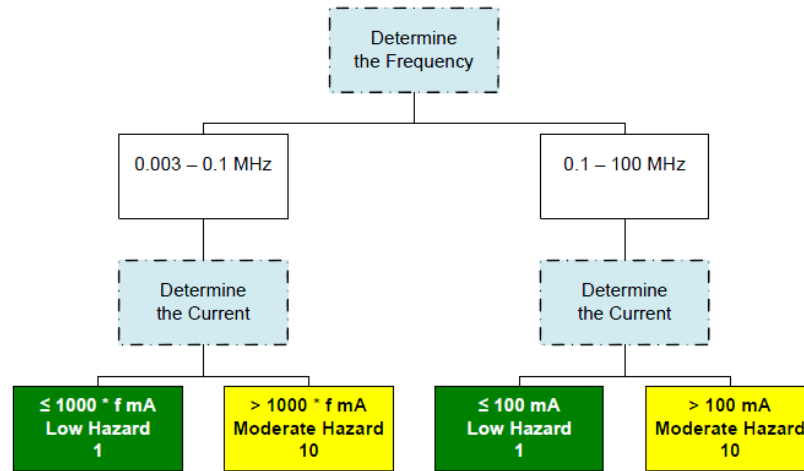 Determine
the Frequency
0.003 – 0.1 MHz
0.1 – 100 MHz
Determine
the Current
Determine
the Current
≤ 1000 * f mA
Low Hazard
1
> 1000 * f mA
Moderate Hazard
10
≤ 100 mA
Low Hazard
1
> 100 mA
Moderate Hazard
10